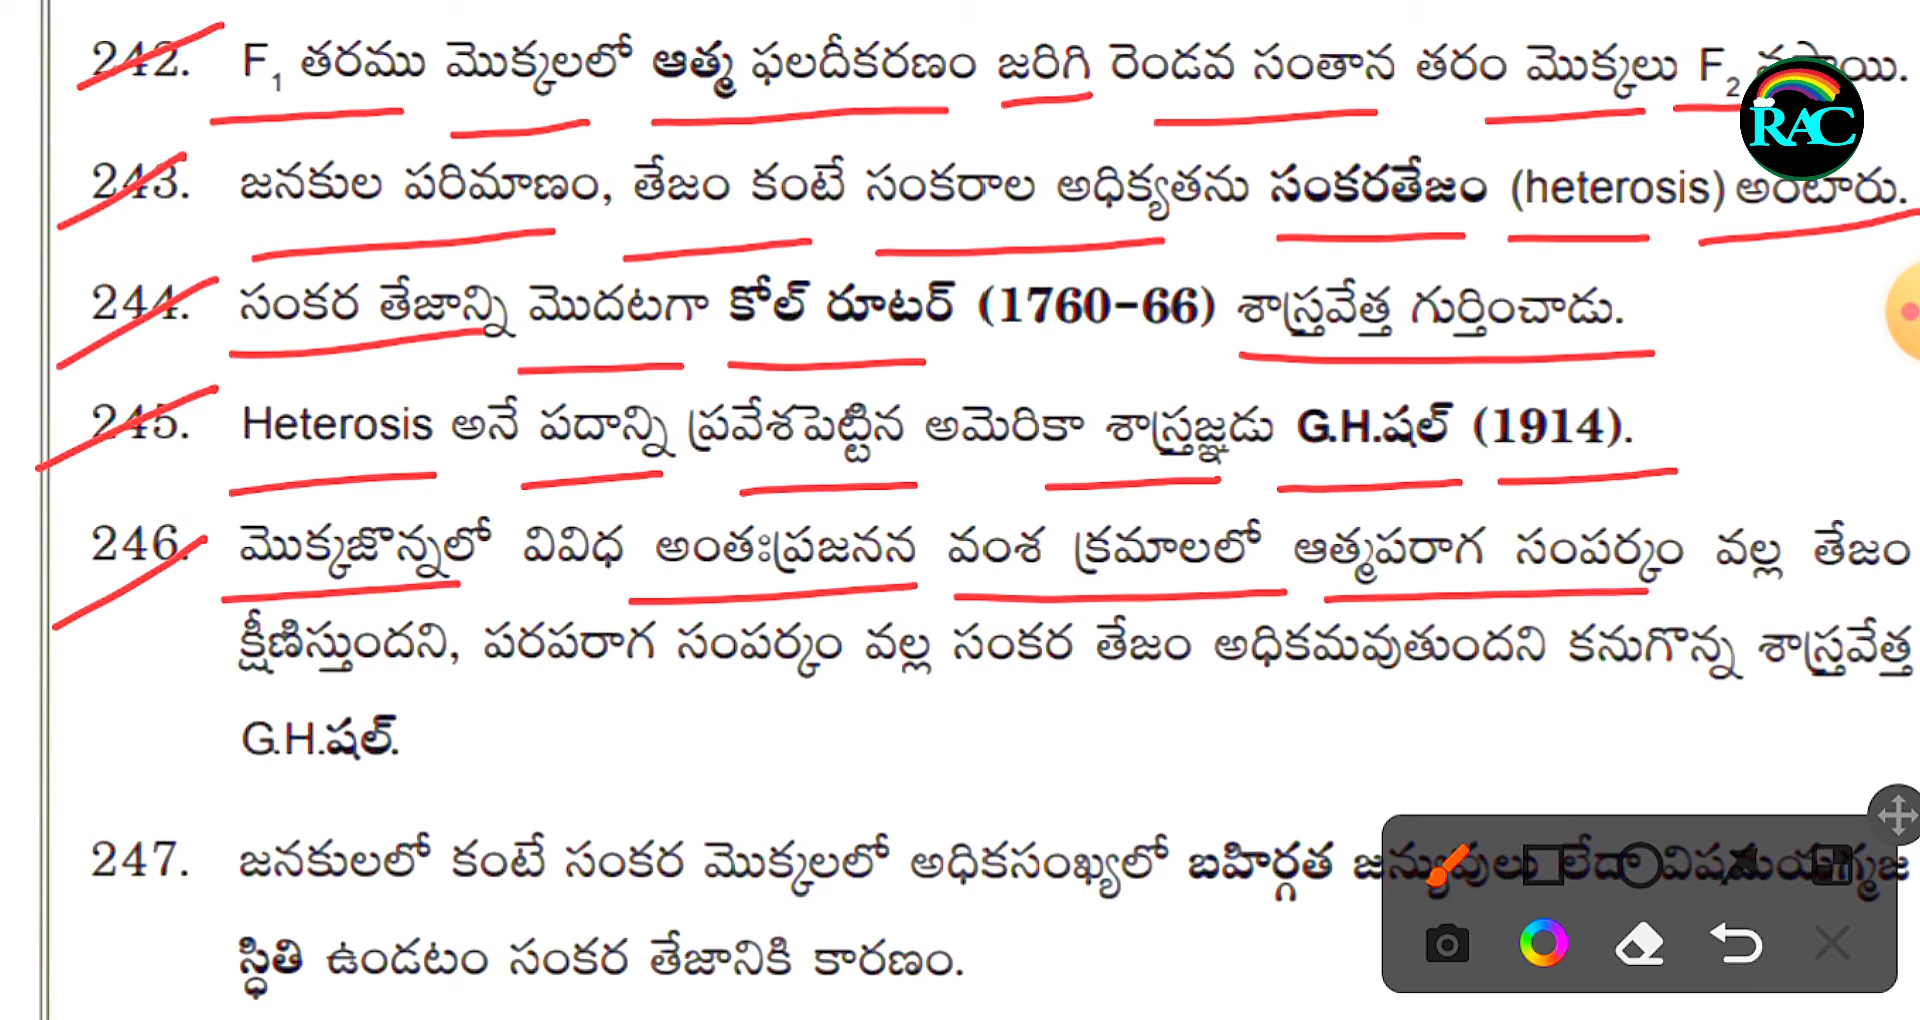 242. F1 తరము మొక్కలలో ఆత్మ ఫలదీకరణం జరిగి రెండవ సంతాన తరం మొక్కలు F2
RAC
243. జనకుల పరిమాణం, తేజం కంటే సంకరాల అధిక్యతను సంకరతేజం (heterosis) అంటారు.
244. సంకర తేజాన్ని మొదటగా కోల్ రూటర్ (1760-66) శాస్త్రవేత్త గుర్తించాడు.
245. Heterosis అనే పదాన్ని ప్రవేశపెట్టిన అమెరికా శాస్త్రజ్ఞుడు G.H.షల్ (1914).
246. మొక్కజొన్నలో వివిధ అంతఃప్రజనన వంశ క్రమాలలో ఆత్మపరాగ సంపర్కం వల్ల తేజం
క్షీణిస్తుందని, పరపరాగ సంపర్కం వల్ల సంకర తేజం అధికమవుతుందని కనుగొన్న శాస్త్రవేత్త
G.H.షల్.
247. జనకులలో కంటే సంకర మొక్కలలో అధికసంఖ్యలో బహిర్గత జన్యువులు లేదా విషమయుగ్మజ
స్థితి ఉండటం సంకర తేజానికి కారణం.